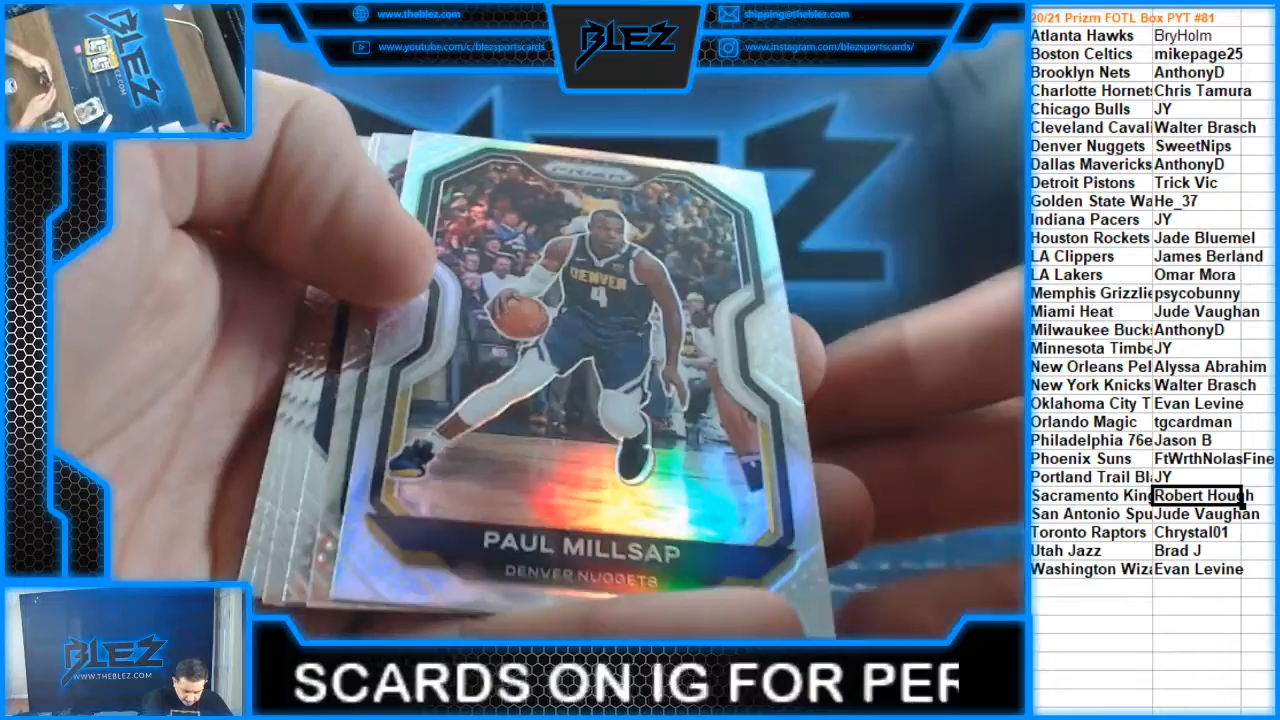 www.theblez.com
shipping@theblez.com
www.youtube.com/c/blezsportscards
www.instagram.com/blezsportscards/
BLEZ
PRIZM
DENVER
4
PAUL MILLSAP
DENVER NUGGETS
BLEZ
WWW.THEBLEZ.COM
SCARDS ON IG FOR PER
20/21 Prizm FOTL Box PYT #81
Atlanta Hawks BryHolm
Boston Celtics mikepage25
Brooklyn Nets AnthonyD
Charlotte Hornets Chris Tamura
Chicago Bulls JY
Cleveland Caval Walter Brasch
Denver Nuggets SweetNips
Dallas Mavericks AnthonyD
Detroit Pistons Trick Vic
Golden State Wa He_37
Indiana Pacers JY
Houston Rockets Jade Bluemel
LA Clippers James Berland
LA Lakers Omar Mora
Memphis Grizzlie psycobunny
Miami Heat Jude Vaughan
Milwaukee Bucks AnthonyD
Minnesota Timbe JY
New Orleans Pel Alyssa Abrahim
New York Knicks Walter Brasch
Oklahoma City T Evan Levine
Orlando Magic tgcardman
Philadelphia 76e Jason B
Phoenix Suns FtWrthNolasFine
Portland Trail Bla JY
Sacramento King Robert Hough
San Antonio Spu Jude Vaughan
Toronto Raptors Chrystal01
Utah Jazz Brad J
Washington Wiza Evan Levine